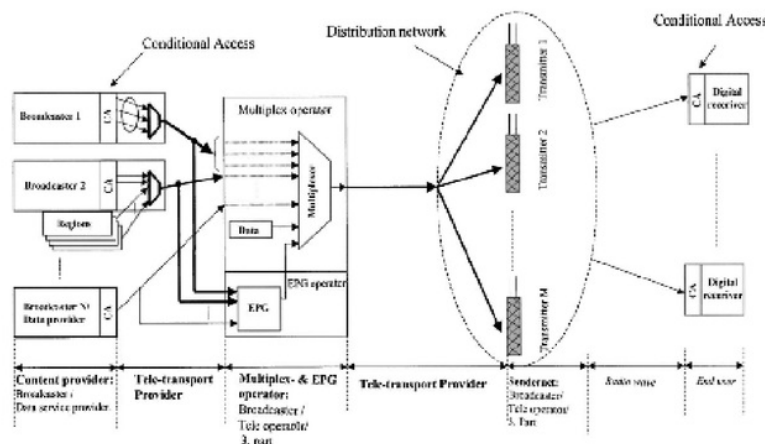 Conditional Access
Distribution network
Conditional Access
Broadcaster 1
CA
Broadcaster 2
CA
Regions
Broadcaster N/
Data provider
CA
Multiplex operator
Multiplexer
Data
EPG operator
EPG
Transmitter 1
Transmitter 2
Transmitter M
CA
Digital
receiver
CA
Digital
receiver
Content provider:
Broadcaster /
Data service provider
Tele-transport
Provider
Multiplex- & EPG
operator:
Broadcaster /
Tele operatør/
3. part
Tele-transport Provider
Sendernet:
Broadcaster/
Tele operatør/
3. Part
Radio wave
End user